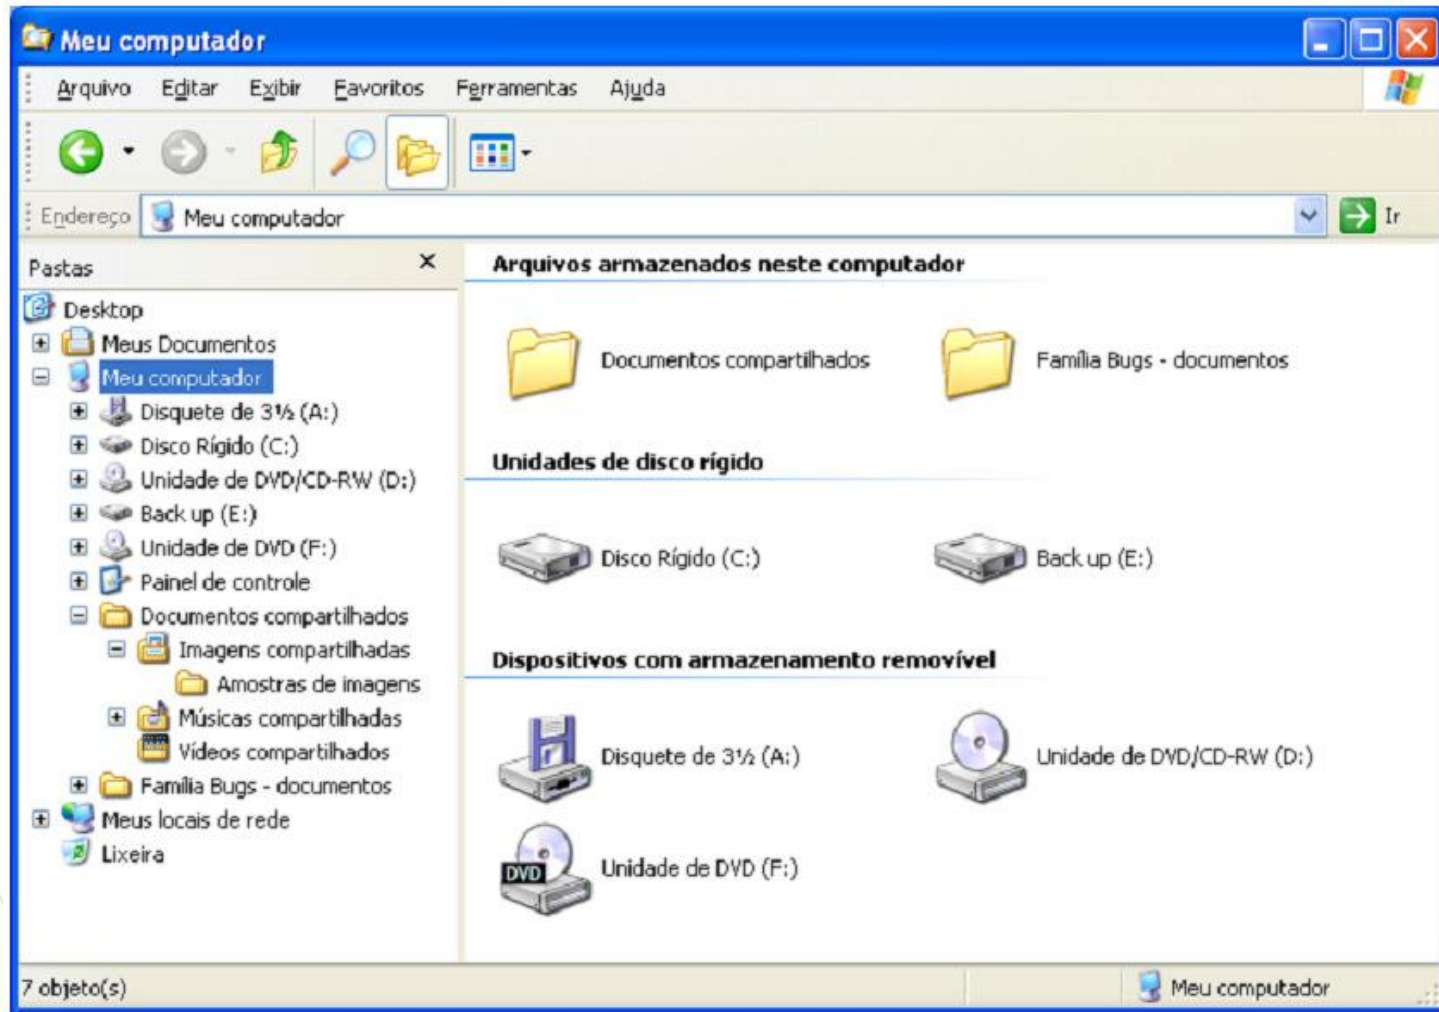 Meu computador
Arquivo Editar Exibir Favoritos Ferramentas Ajuda
Endereço Meu computador Ir
Pastas
Desktop
Meus Documentos
Meu computador
Disquete de 3½ (A:)
Disco Rígido (C:)
Unidade de DVD/CD-RW (D:)
Back up (E:)
Unidade de DVD (F:)
Painel de controle
Documentos compartilhados
Imagens compartilhadas
Amostras de imagens
Músicas compartilhadas
Vídeos compartilhados
Família Bugs - documentos
Meus locais de rede
Lixeira
Arquivos armazenados neste computador
Documentos compartilhados Família Bugs - documentos
Unidades de disco rígido
Disco Rígido (C:) Back up (E:)
Dispositivos com armazenamento removível
Disquete de 3½ (A:) Unidade de DVD/CD-RW (D:)
DVD Unidade de DVD (F:)
7 objeto(s) Meu computador